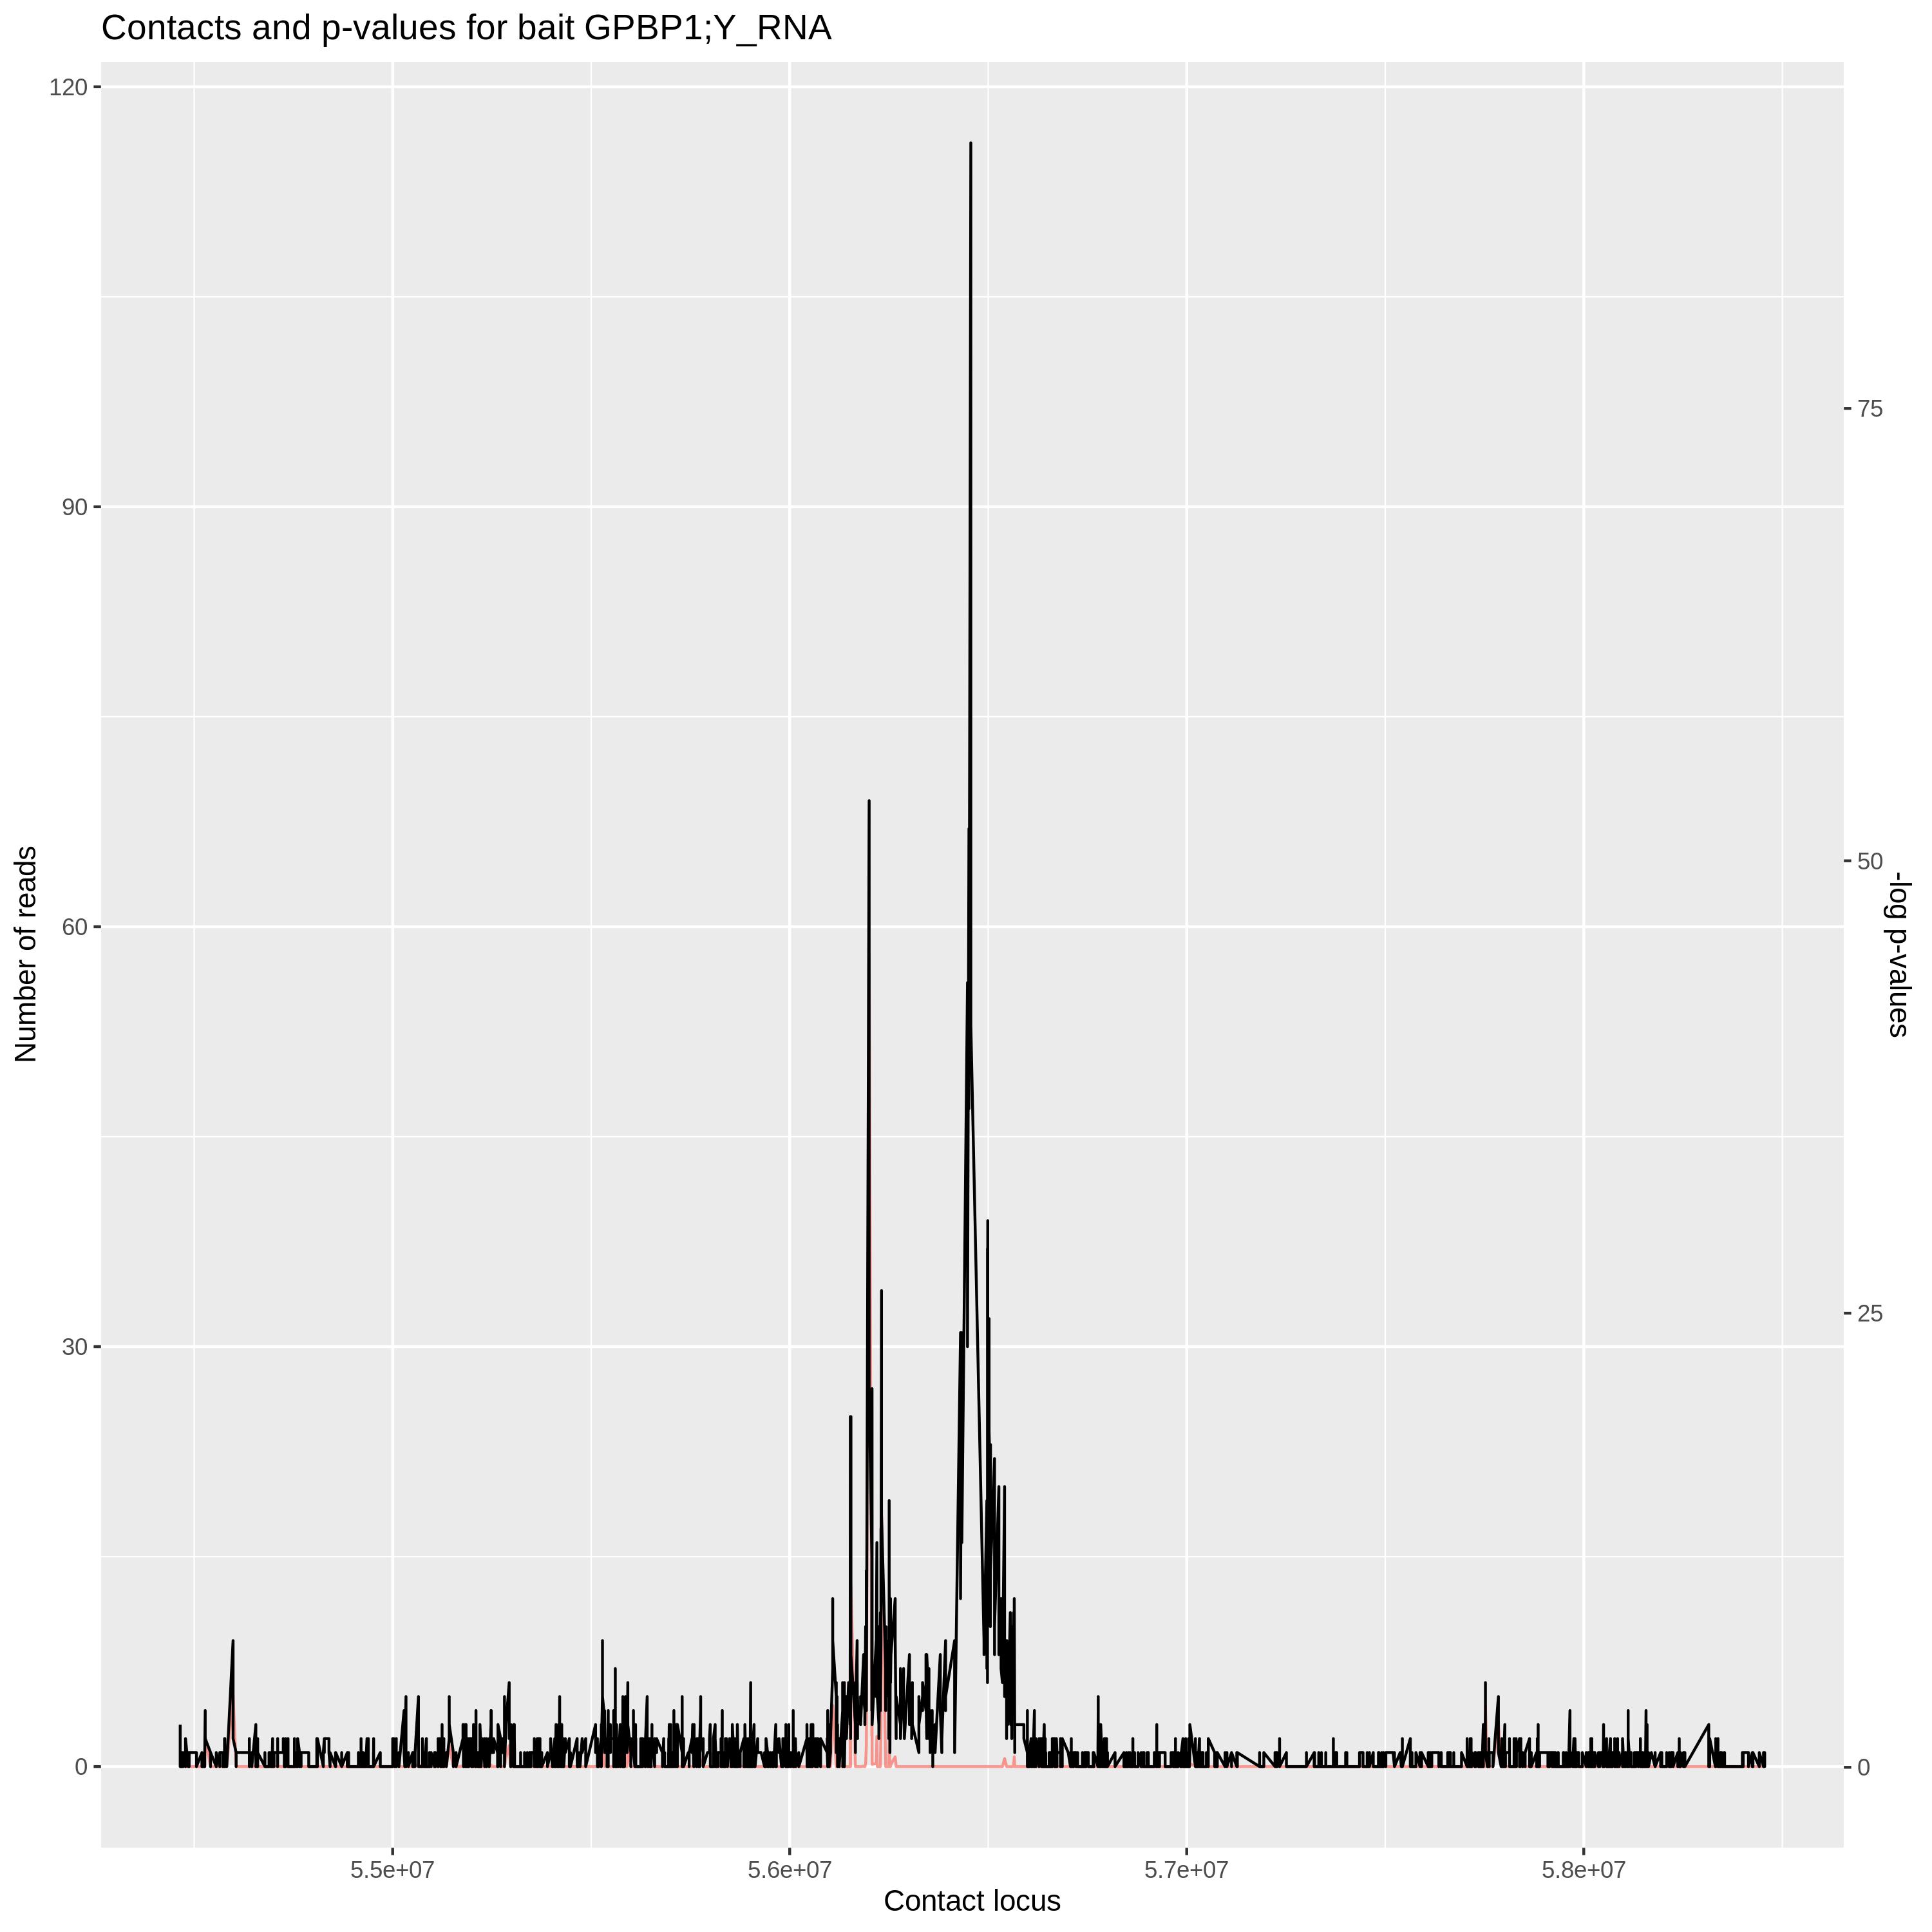 Contacts and p-values for bait GPBP1;Y_RNA
120
90
60
30
0
Number of reads
75
50
25
0
-log p-values
5.5e+07
5.6e+07
5.7e+07
5.8e+07
Contact locus